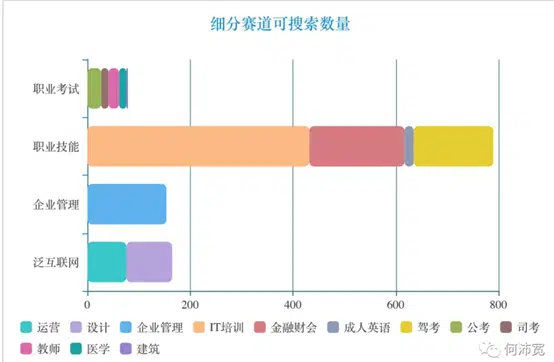 细分赛道可搜索数量
职业考试
职业技能
企业管理
泛互联网
0 200 400 600 800
运营 设计 企业管理 IT培训 金融财会 成人英语 驾考 公考 司考
教师 医学 建筑
何沛宽